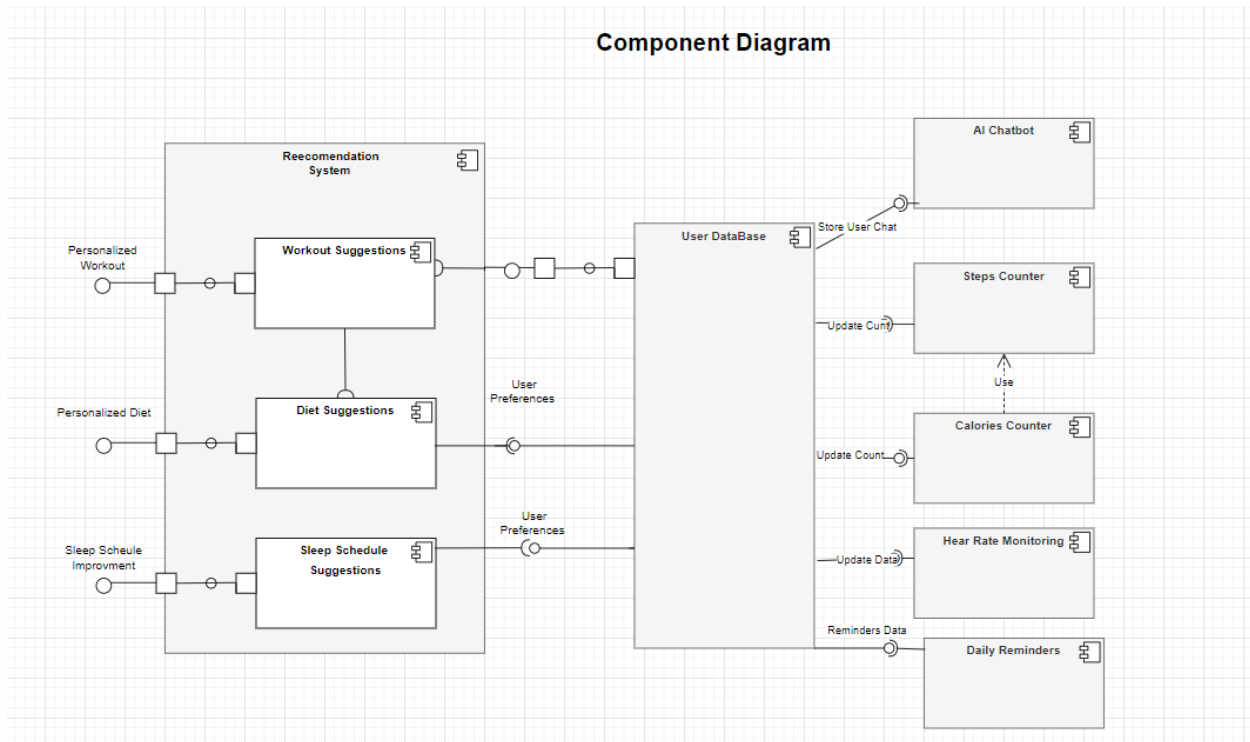 Component Diagram
AI Chatbot
Reecomendation
System
Store User Chat
User DataBase
Personalized
Workout
Workout Suggestions
Steps Counter
Update Cunt
Use
User
Preferences
Personalized Diet
Diet Suggestions
Calories Counter
Update Count
User
Preferences
Sleep Scheule
Improvment
Sleep Schedule
Suggestions
Hear Rate Monitoring
Update Data
Reminders Data
Daily Reminders